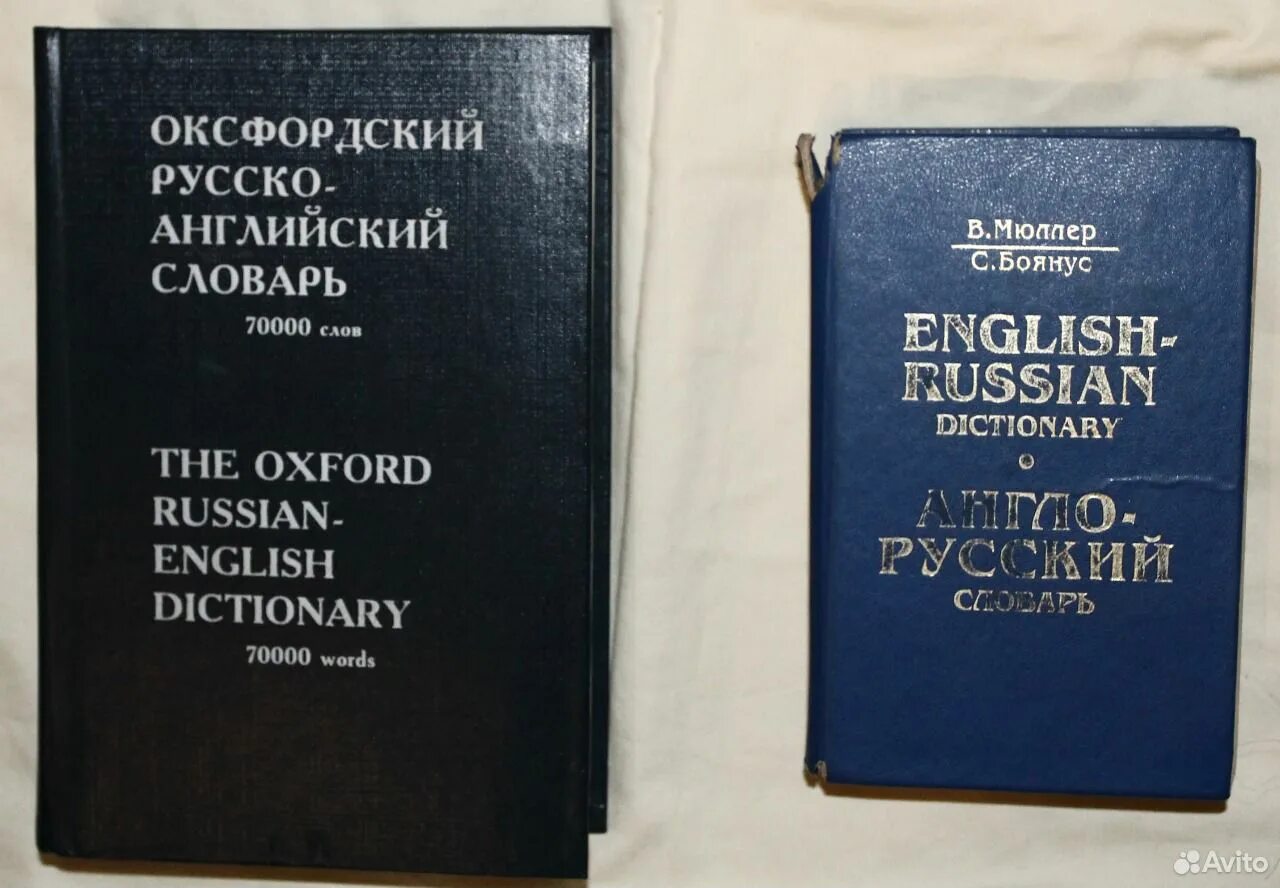 ОКСФОРДСКИЙ
РУССКО-
АНГЛИЙСКИЙ
СЛОВАРЬ
70000 слов
THE OXFORD
RUSSIAN-
ENGLISH
DICTIONARY
70000 words
В. Мюллер
С. Боянус
ENGLISH-
RUSSIAN
DICTIONARY
АНГЛО-
РУССКИЙ
СЛОВАРЬ
Avito